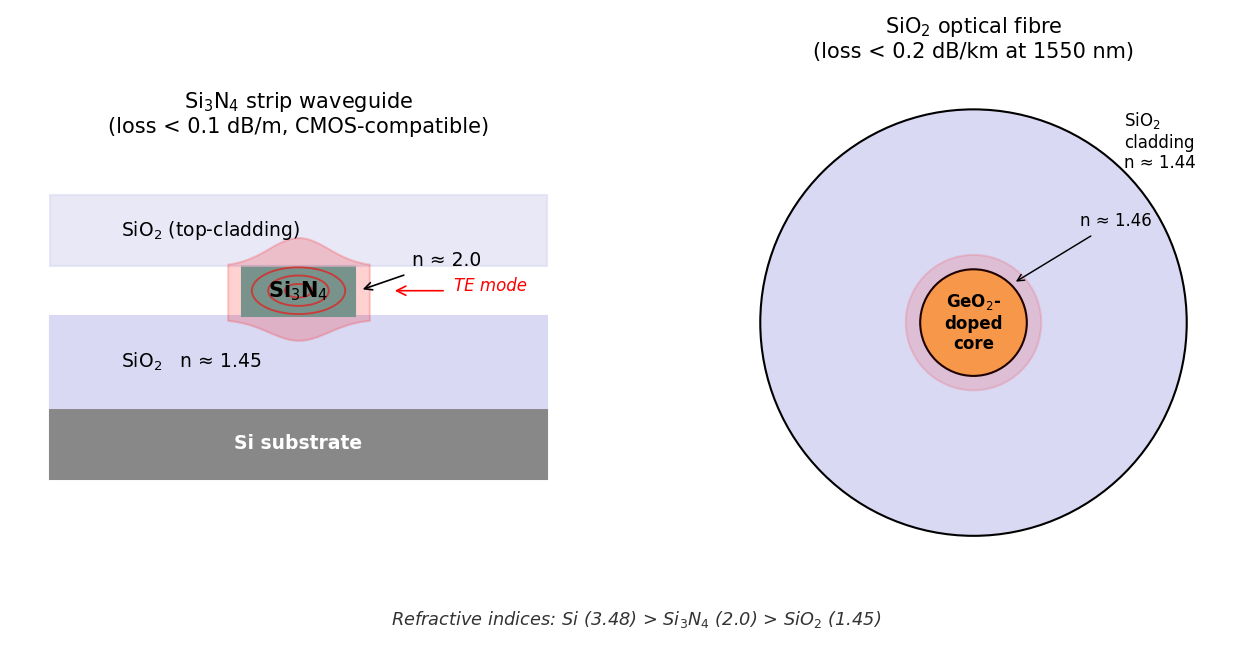 Si₃N₄ strip waveguide
(loss < 0.1 dB/m, CMOS-compatible)
SiO₂ (top-cladding)
n ≈ 2.0
Si₃N₄
TE mode
SiO₂   n ≈ 1.45
Si substrate
SiO₂ optical fibre
(loss < 0.2 dB/km at 1550 nm)
SiO₂
cladding
n ≈ 1.44
n ≈ 1.46
GeO₂-
doped
core
Refractive indices: Si (3.48) > Si₃N₄ (2.0) > SiO₂ (1.45)